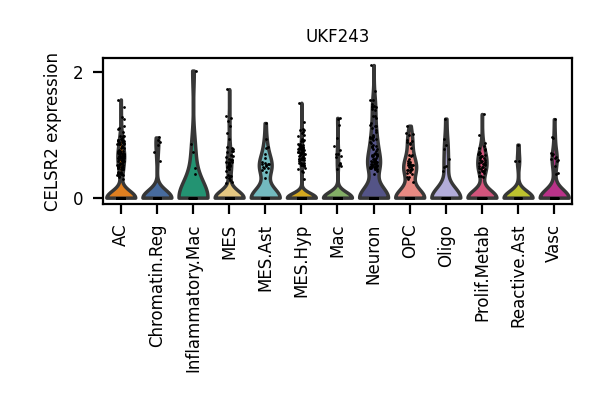 UKF243
CELSR2 expression
2
0
AC
Chromatin.Reg
Inflammatory.Mac
MES
MES.Ast
MES.Hyp
Mac
Neuron
OPC
Oligo
Prolif.Metab
Reactive.Ast
Vasc